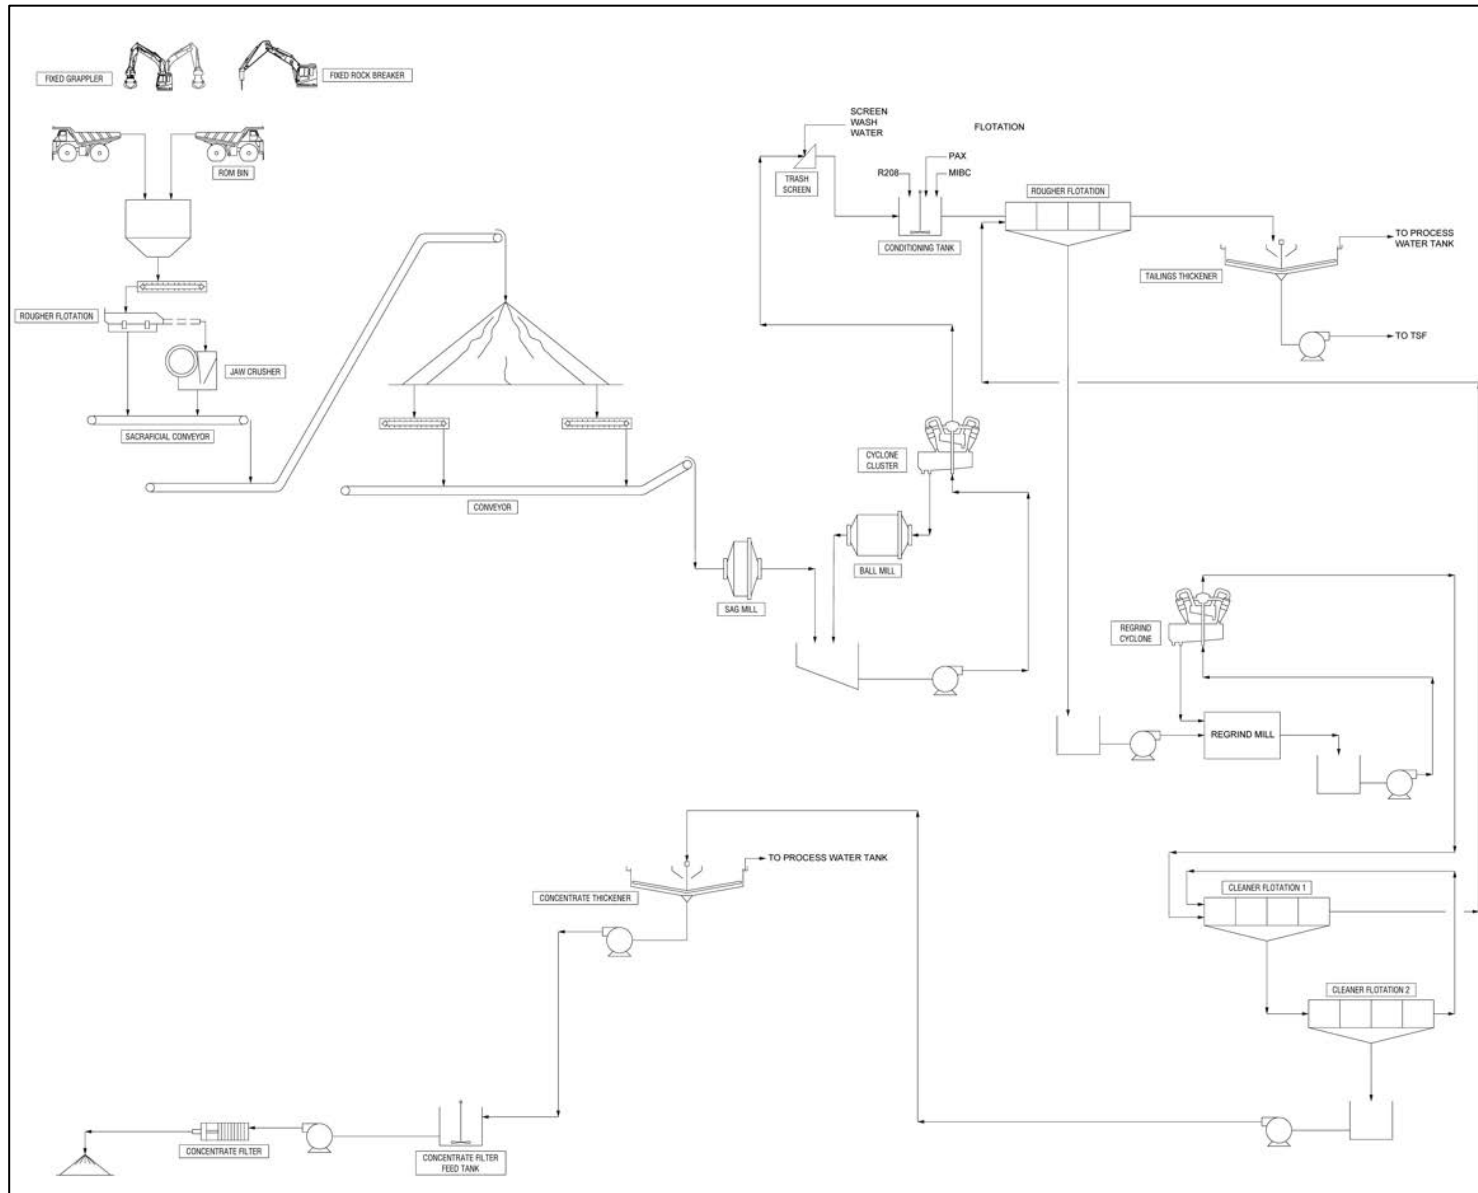 FIXED GRAPPLER
FIXED ROCK BREAKER
ROM BIN
ROUGHER FLOTATION
JAW CRUSHER
SACRAFICIAL CONVEYOR
CONVEYOR
SCREEN
WASH
WATER
FLOTATION
TRASH
SCREEN
R208
PAX
MIBC
CONDITIONING TANK
ROUGHER FLOTATION
TO PROCESS
WATER TANK
TAILINGS THICKENER
TO TSF
CYCLONE
CLUSTER
BALL MILL
SAG MILL
REGRIND
CYCLONE
REGRIND MILL
TO PROCESS WATER TANK
CONCENTRATE THICKENER
CLEANER FLOTATION 1
CLEANER FLOTATION 2
CONCENTRATE FILTER
CONCENTRATE FILTER
FEED TANK